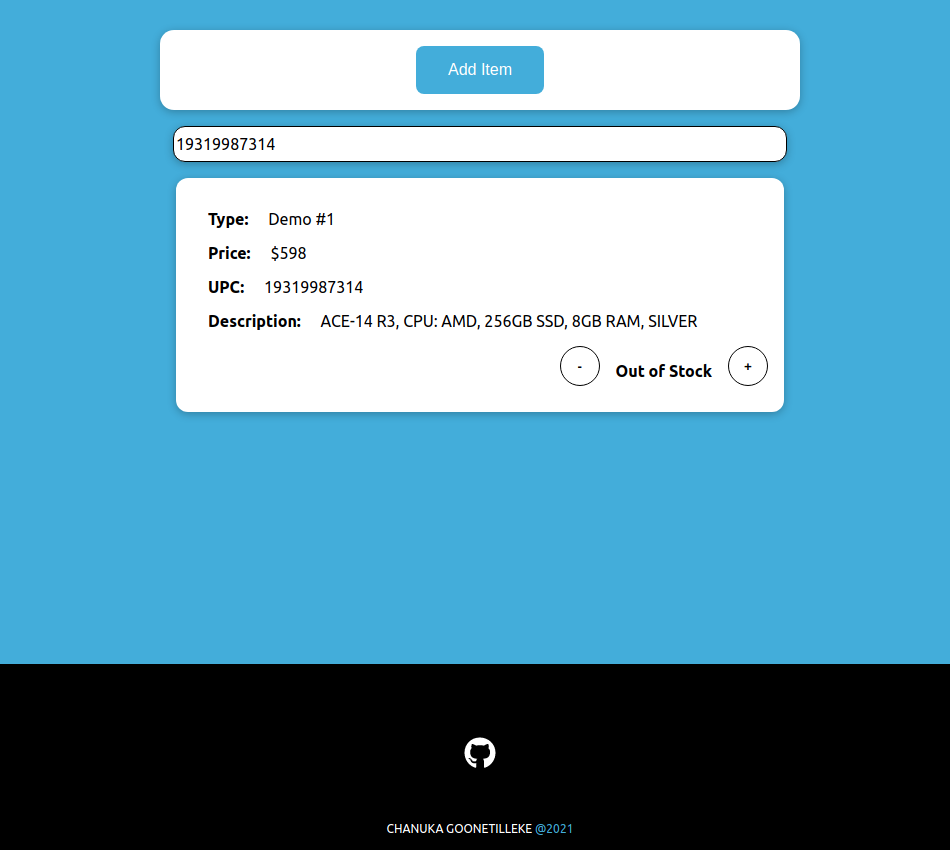 Add Item
19319987314
Type: Demo #1
Price: $598
UPC: 19319987314
Description: ACE-14 R3, CPU: AMD, 256GB SSD, 8GB RAM, SILVER
- Out of Stock +
CHANUKA GOONETILLEKE @2021